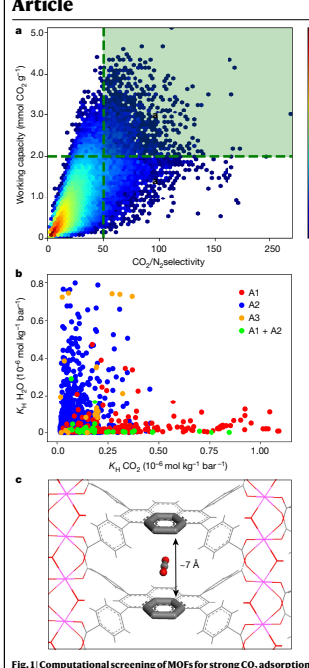 Article
a
5.0
4.0
3.0
2.0
1.0
0
Working capacity (mmol CO2 g−1)
0 50 100 150 200 250
CO2/N2selectivity
b
0.8
0.6
0.4
0.2
0
KH H2O (10−6 mol kg−1 bar−1)
A1
A2
A3
A1 + A2
0.0 0.25 0.50 0.75 1.00
KH CO2 (10−6 mol kg−1 bar−1)
c
~7 Å
Fig. 1 | Computational screening of MOFs for strong CO2 adsorption